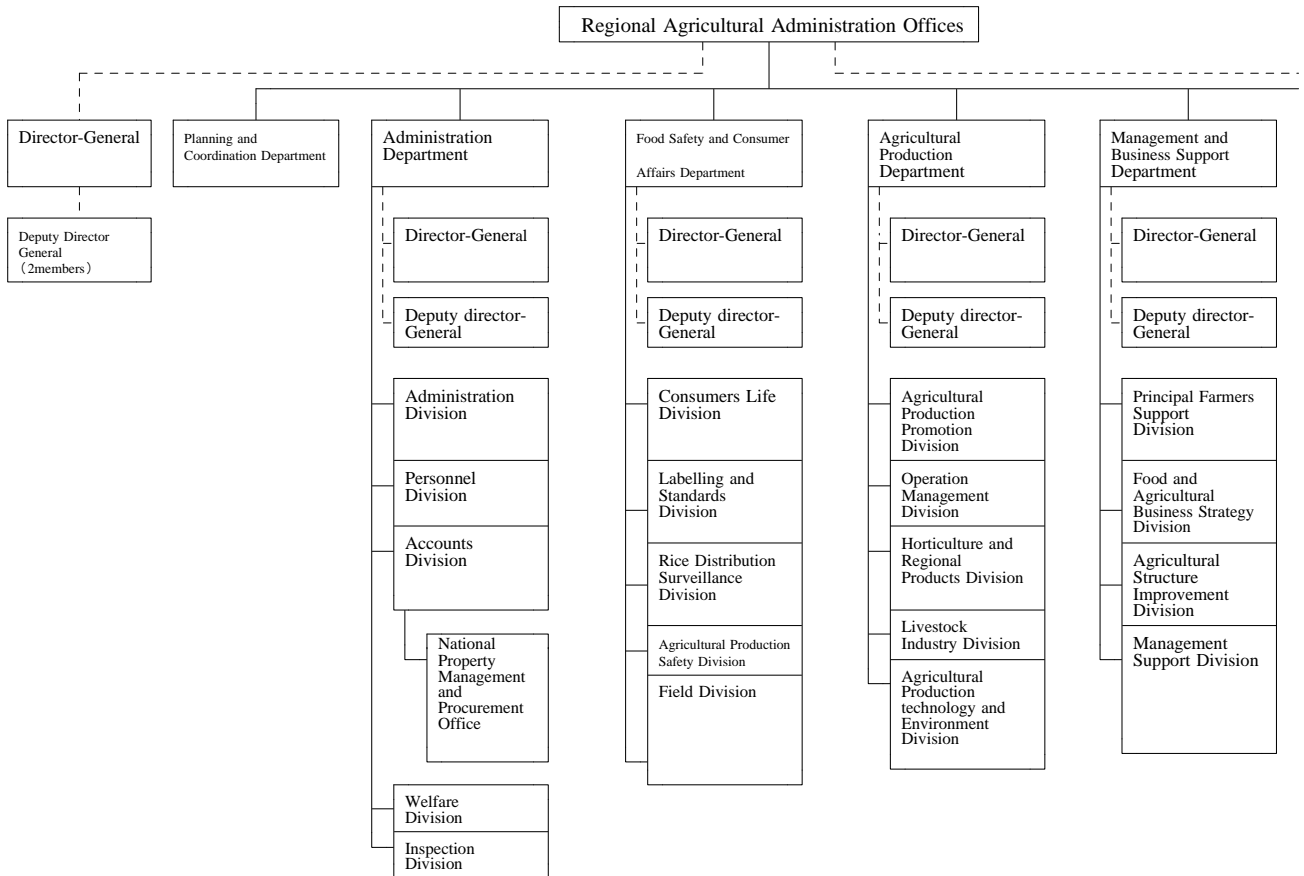 Regional Agricultural Administration Offices
Director-General
Deputy Director
General
（2members）
Planning and
Coordination Department
Administration
Department
Director-General
Deputy director-
General
Administration
Division
Personnel
Division
Accounts
Division
National
Property
Management
and
Procurement
Office
Welfare
Division
Inspection
Division
Food Safety and Consumer
Affairs Department
Director-General
Deputy director-
General
Consumers Life
Division
Labelling and
Standards
Division
Rice Distribution
Surveillance
Division
Agricultural Production
Safety Division
Field Division
Agricultural
Production
Department
Director-General
Deputy director-
General
Agricultural
Production
Promotion
Division
Operation
Management
Division
Horticulture and
Regional
Products Division
Livestock
Industry Division
Agricultural
Production
technology and
Environment
Division
Management and
Business Support
Department
Director-General
Deputy director-
General
Principal Farmers
Support
Division
Food and
Agricultural
Business Strategy
Division
Agricultural
Structure
Improvement
Division
Management
Support Division